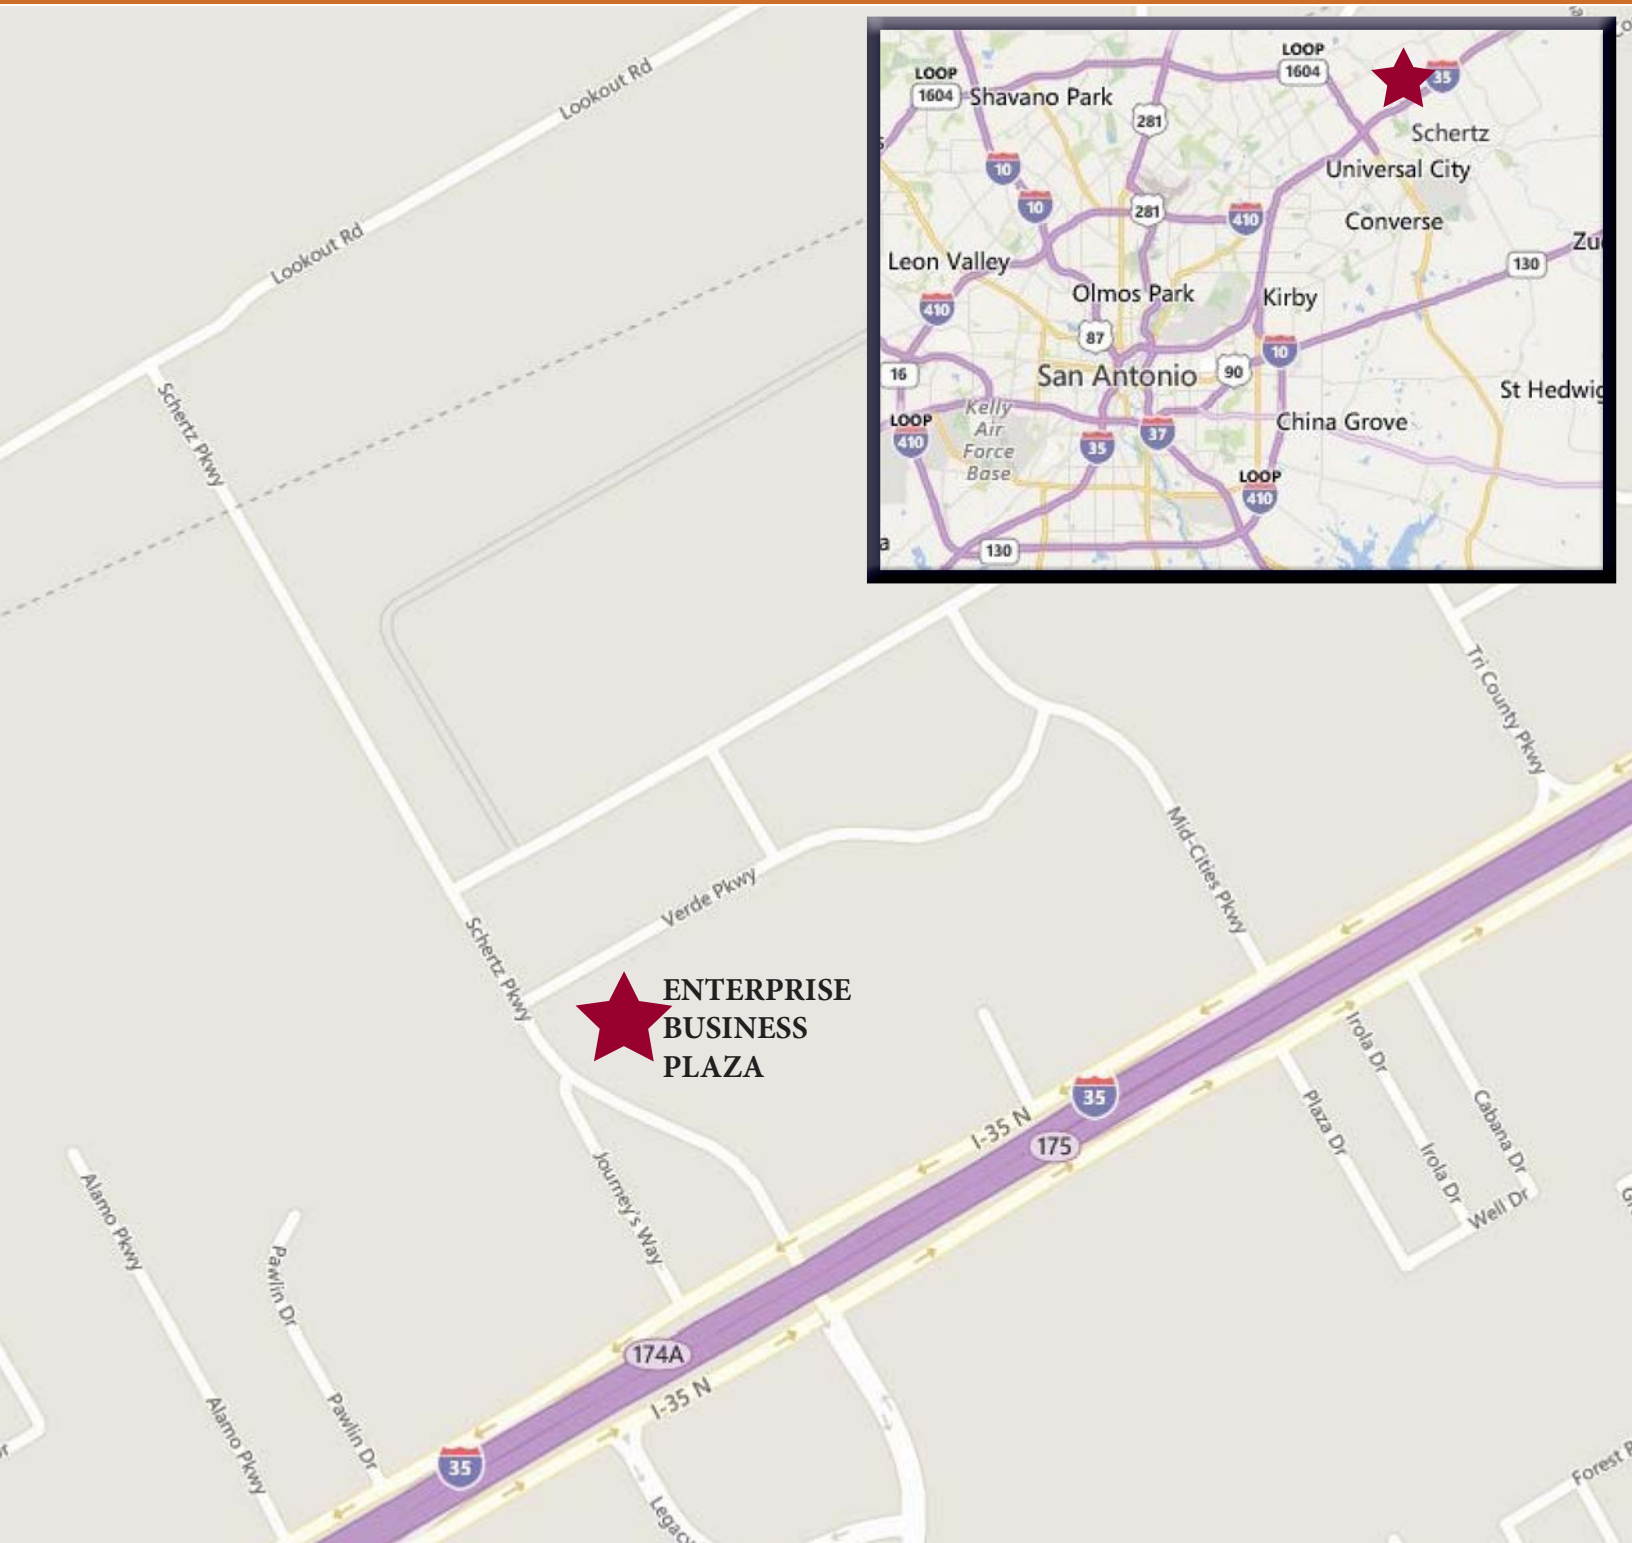 Lookout Rd
Lookout Rd
Schertz Pkwy
Schertz Pkwy
Verde Pkwy
Mid-Cities Pkwy
Tri County Pkwy
ENTERPRISE
BUSINESS
PLAZA
Journey's Way
I-35 N
35
175
174A
I-35 N
35
Alamo Pkwy
Alamo Pkwy
Pawlin Dr
Pawlin Dr
Legacy
Plaza Dr
Irola Dr
Irola Dr
Cabana Dr
Well Dr
Forest
LOOP
1604
Shavano Park
LOOP
1604
35
281
Schertz
10
Universal City
10
281
410
Converse
Leon Valley
130
Olmos Park
Kirby
410
87
10
16
San Antonio
90
St Hedwig
Kelly
Air
Force
Base
LOOP
410
China Grove
35
37
LOOP
410
130